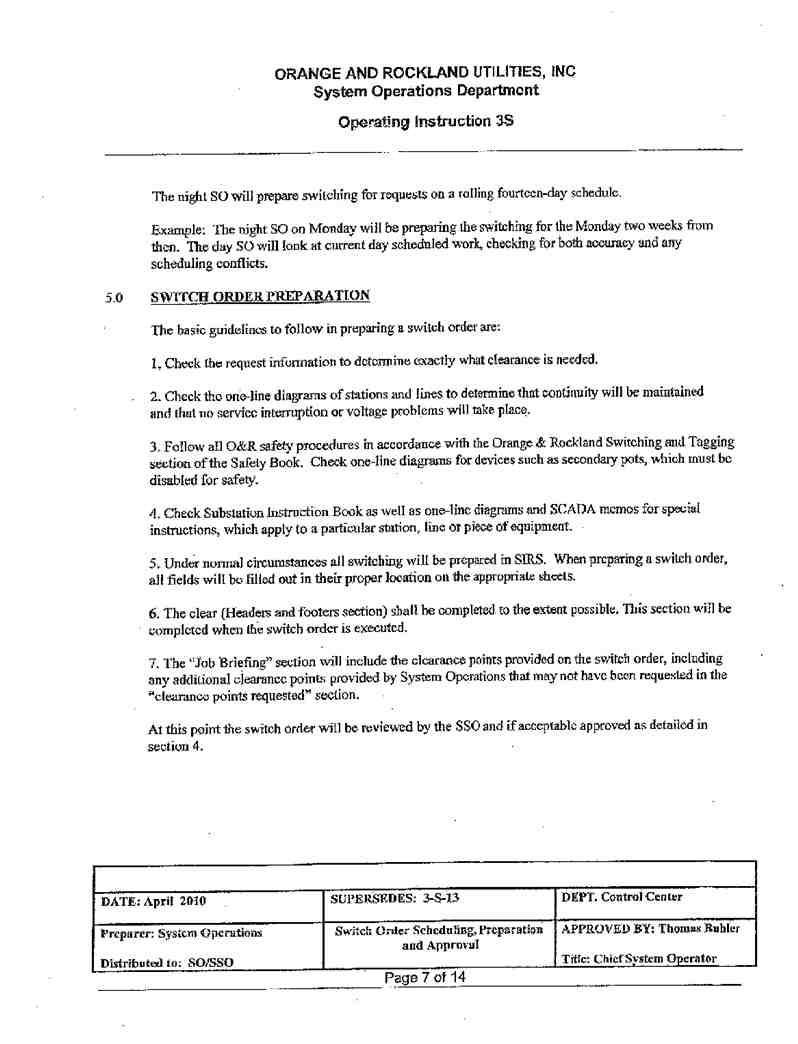 ORANGE AND ROCKLAND UTILITIES, INC
System Operations Department
Operating Instruction 3S
The night SO will prepare switching for requests on a rolling fourteen-day schedule.
Example: The night SO on Monday will be preparing the switching for the Monday two weeks from
then. The day SO will look at current day scheduled work, checking for both accuracy and any
scheduling conflicts.
5.0 SWITCH ORDER PREPARATION
The basic guidelines to follow in preparing a switch order are:
1. Check the request information to determine exactly what clearance is needed.
2. Check the one-line diagrams of stations and lines to determine that continuity will be maintained
and that no service interruption or voltage problems will take place.
3. Follow all O&R safety procedures in accordance with the Orange & Rockland Switching and Tagging
section of the Safety Book. Check one-line diagrams for devices such as secondary pots, which must be
disabled for safety.
4. Check Substation Instruction Book as well as one-line diagrams and SCADA memos for special
instructions, which apply to a particular station, line or piece of equipment.
5. Under normal circumstances all switching will be prepared in SIRS. When preparing a switch order,
all fields will be filled out in their proper location on the appropriate sheets.
6. The clear (Headers and footers section) shall be completed to the extent possible. This section will be
completed when the switch order is executed.
7. The "Job Briefing" section will include the clearance points provided on the switch order, including
any additional clearance points provided by System Operations that may not have been requested in the
"clearance points requested" section.
At this point the switch order will be reviewed by the SSO and if acceptable approved as detailed in
section 4.
DATE: April 2010 SUPERSEDES: 3-S-13 DEPT. Control Center
Preparer: System Operations Switch Order Scheduling, Preparation APPROVED BY: Thomas Ruhler
and Approval
Distributed to: SO/SSO Title: Chief System Operator
Page 7 of 14